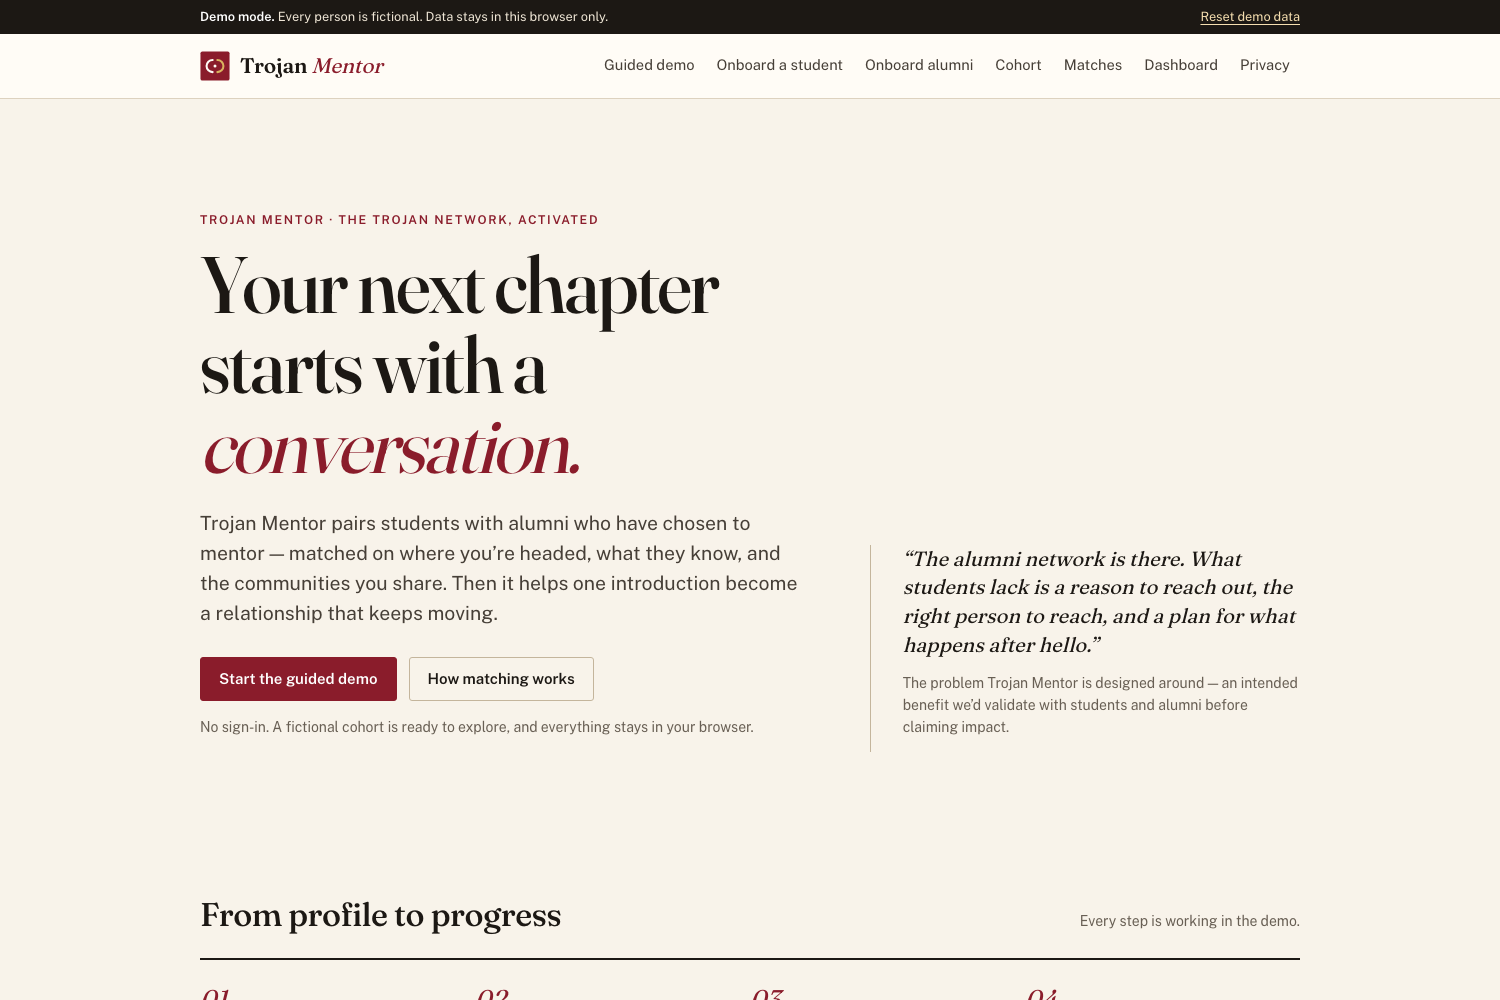 Demo mode. Every person is fictional. Data stays in this browser only.
Reset demo data
Trojan Mentor
Guided demo
Onboard a student
Onboard alumni
Cohort
Matches
Dashboard
Privacy
TROJAN MENTOR · THE TROJAN NETWORK, ACTIVATED
Your next chapter
starts with a
conversation.
Trojan Mentor pairs students with alumni who have chosen to
mentor — matched on where you’re headed, what they know, and
the communities you share. Then it helps one introduction become
a relationship that keeps moving.
Start the guided demo
How matching works
No sign-in. A fictional cohort is ready to explore, and everything stays in your browser.
“The alumni network is there. What
students lack is a reason to reach out, the
right person to reach, and a plan for what
happens after hello.”
The problem Trojan Mentor is designed around — an intended
benefit we’d validate with students and alumni before
claiming impact.
From profile to progress
Every step is working in the demo.
01
02
03
04